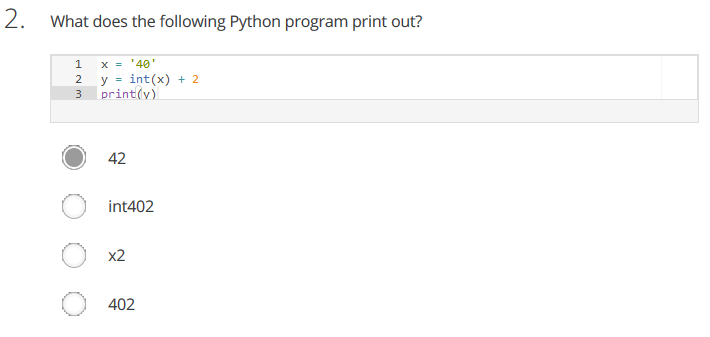 2. What does the following Python program print out?
1 x = '40'
2 y = int(x) + 2
3 print(y)
42
int402
x2
402